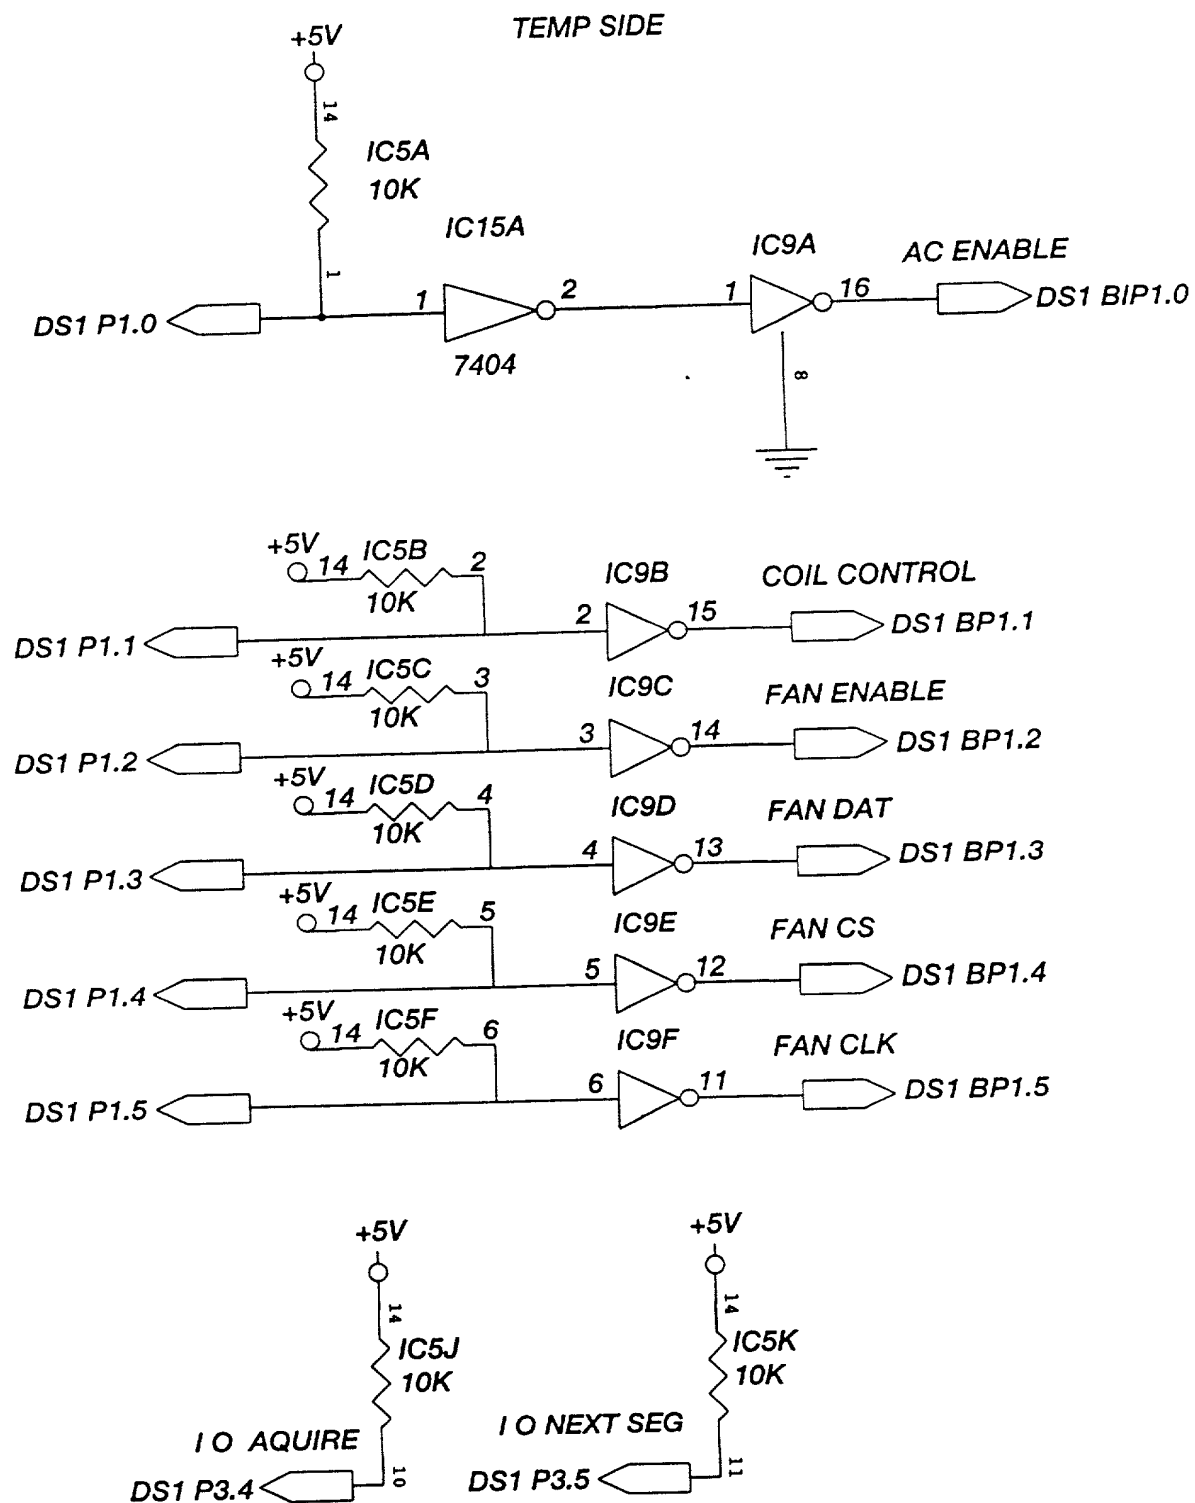 TEMP SIDE
+5V
14
IC5A
10K
1
IC15A
IC9A
AC ENABLE
DS1 P1.0
1
2
1
16
DS1 BIP1.0
7404
8
+5V
14
IC5B
2
10K
IC9B
COIL CONTROL
DS1 P1.1
2
15
DS1 BP1.1
+5V
14
IC5C
3
10K
IC9C
FAN ENABLE
DS1 P1.2
3
14
DS1 BP1.2
+5V
14
IC5D
4
10K
IC9D
FAN DAT
DS1 P1.3
4
13
DS1 BP1.3
+5V
14
IC5E
5
10K
IC9E
FAN CS
DS1 P1.4
5
12
DS1 BP1.4
+5V
14
IC5F
6
10K
IC9F
FAN CLK
DS1 P1.5
6
11
DS1 BP1.5
+5V
14
IC5J
10K
I O AQUIRE
10
DS1 P3.4
+5V
14
IC5K
10K
I O NEXT SEG
11
DS1 P3.5